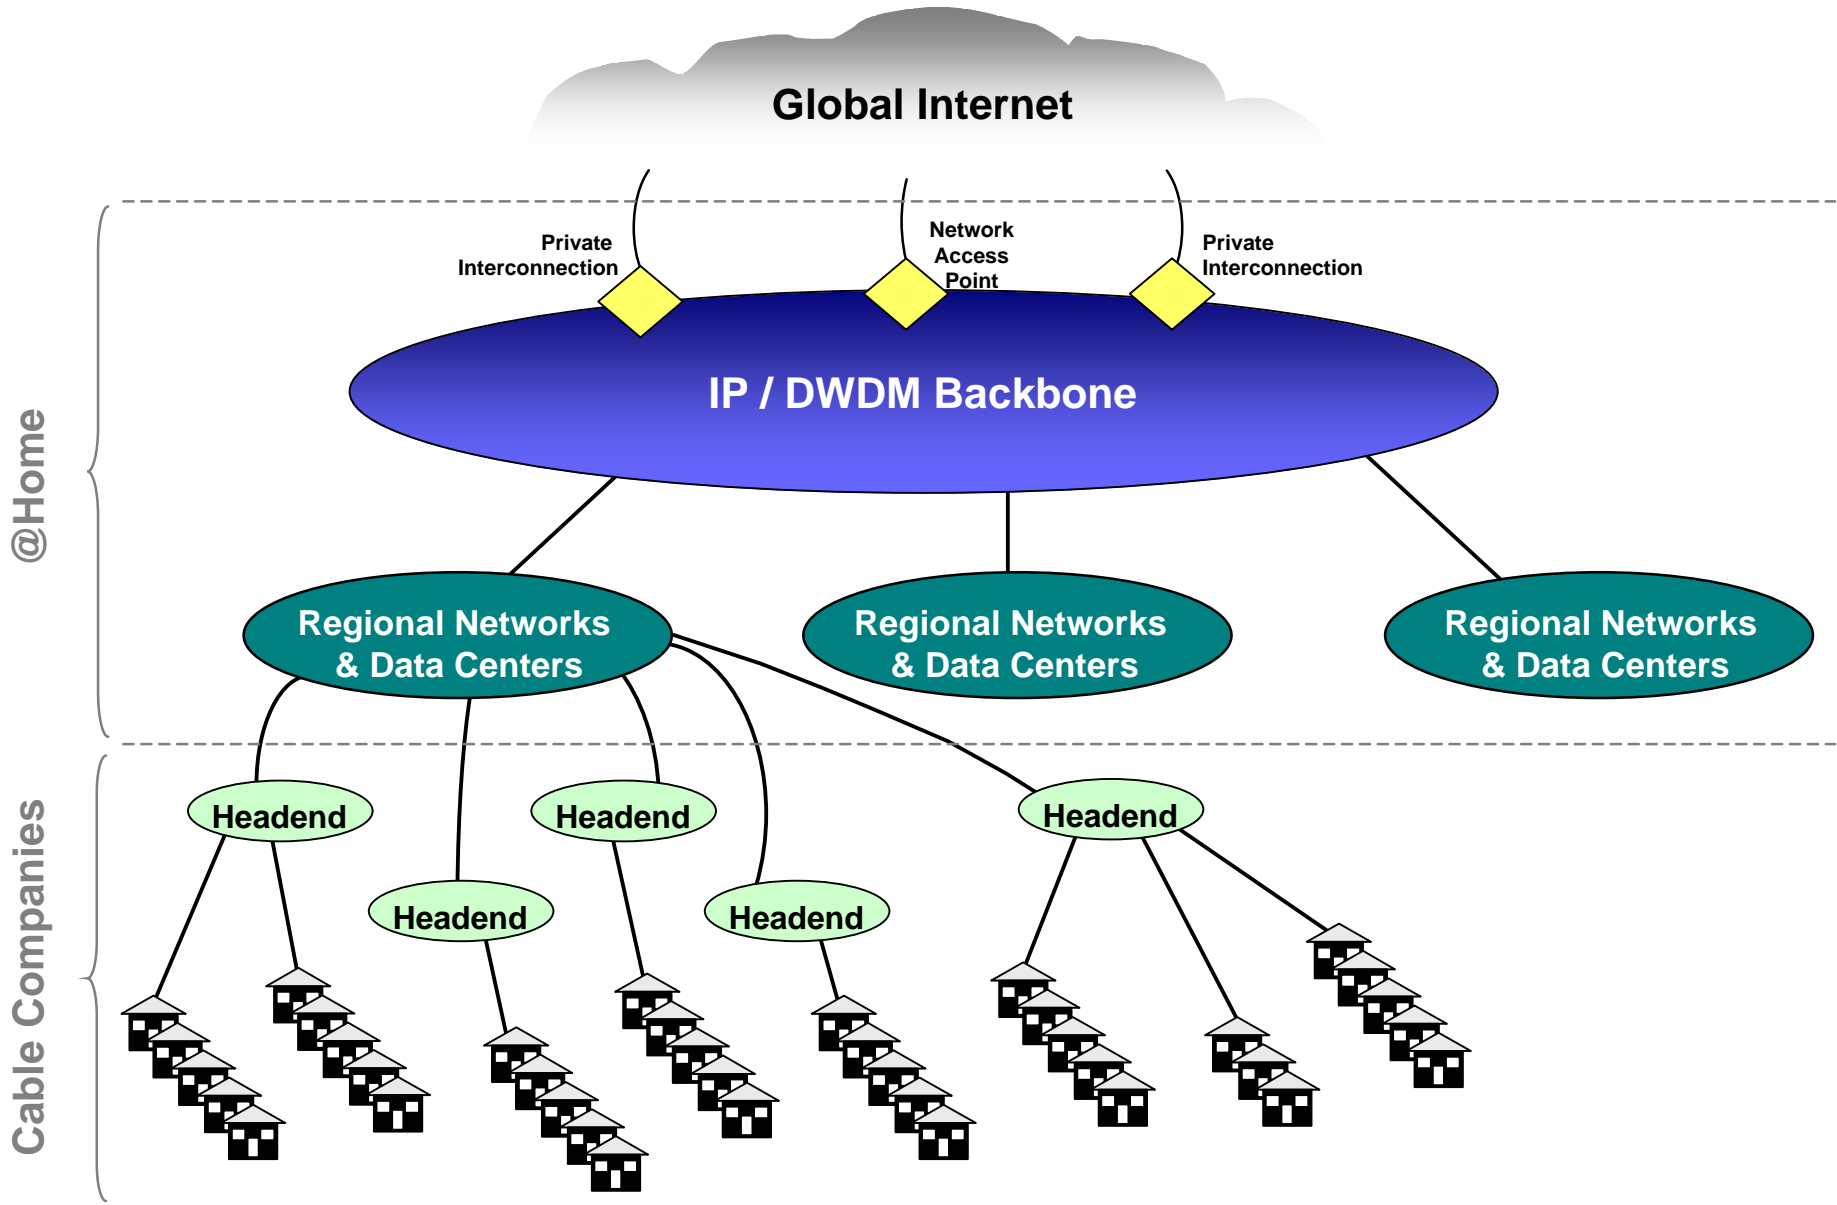 Global Internet
Private
Interconnection
Network
Access
Point
Private
Interconnection
IP / DWDM Backbone
@Home
Regional Networks
& Data Centers
Regional Networks
& Data Centers
Regional Networks
& Data Centers
Cable Companies
Headend
Headend
Headend
Headend
Headend